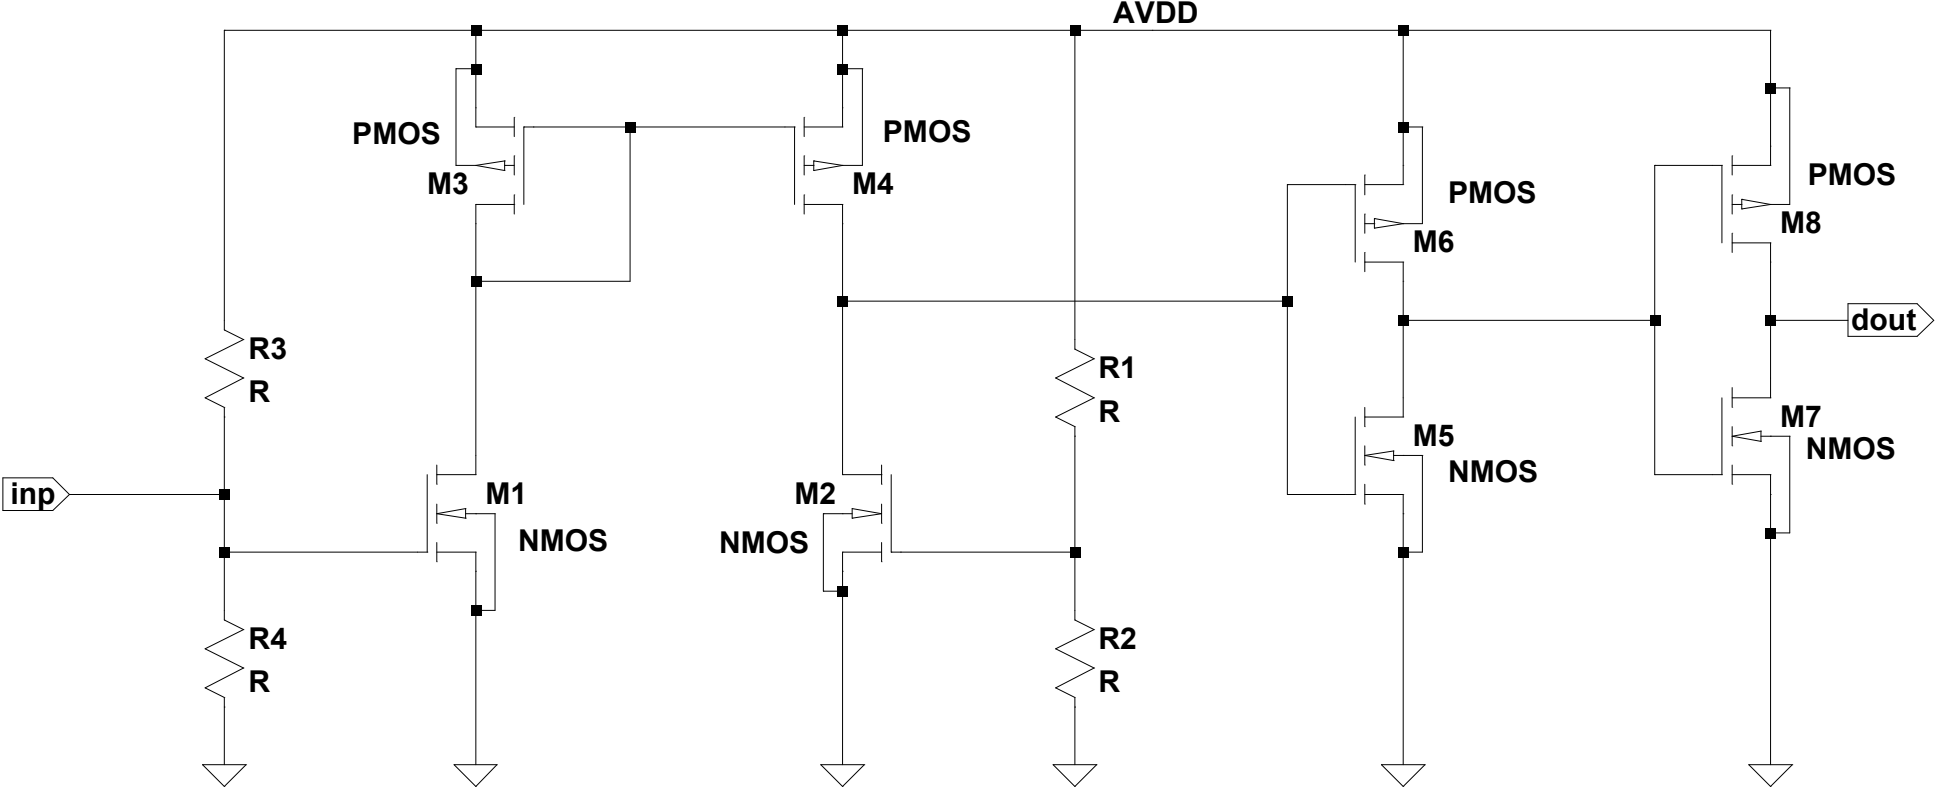 AVDD
PMOS
M3
PMOS
M4
PMOS
M6
PMOS
M8
R3
R
R1
R
dout
inp
M1
NMOS
M2
NMOS
M5
NMOS
M7
NMOS
R4
R
R2
R